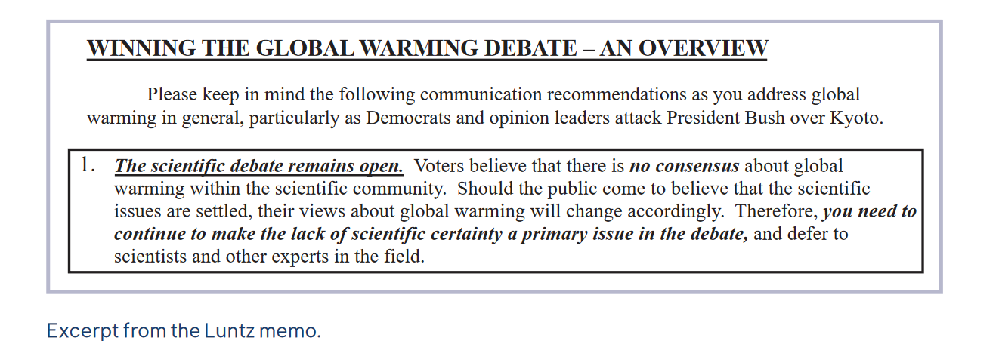 WINNING THE GLOBAL WARMING DEBATE – AN OVERVIEW
Please keep in mind the following communication recommendations as you address global
warming in general, particularly as Democrats and opinion leaders attack President Bush over Kyoto.
1. The scientific debate remains open. Voters believe that there is no consensus about global
warming within the scientific community. Should the public come to believe that the scientific
issues are settled, their views about global warming will change accordingly. Therefore, you need to
continue to make the lack of scientific certainty a primary issue in the debate, and defer to
scientists and other experts in the field.
Excerpt from the Luntz memo.